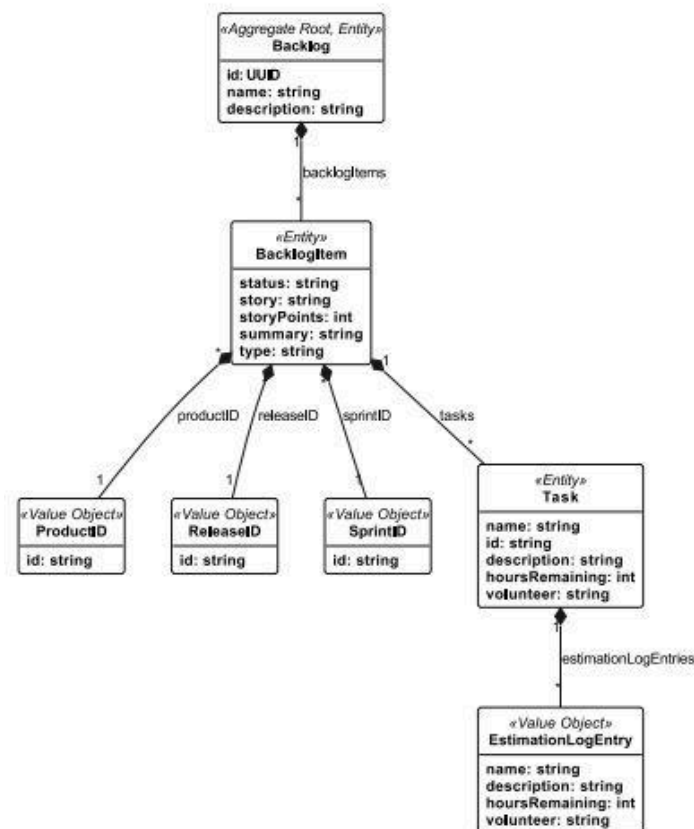 «Aggregate Root, Entity»
Backlog
id: UUID
name: string
description: string
1
backlogItems
*
«Entity»
BacklogItem
status: string
story: string
storyPoints: int
summary: string
type: string
*
*
*
1
productID
releaseID
sprintID
tasks
1
1
1
*
«Value Object»
ProductID
id: string
«Value Object»
ReleaseID
id: string
«Value Object»
SprintID
id: string
«Entity»
Task
name: string
id: string
description: string
hoursRemaining: int
volunteer: string
1
estimationLogEntries
*
«Value Object»
EstimationLogEntry
name: string
description: string
hoursRemaining: int
volunteer: string